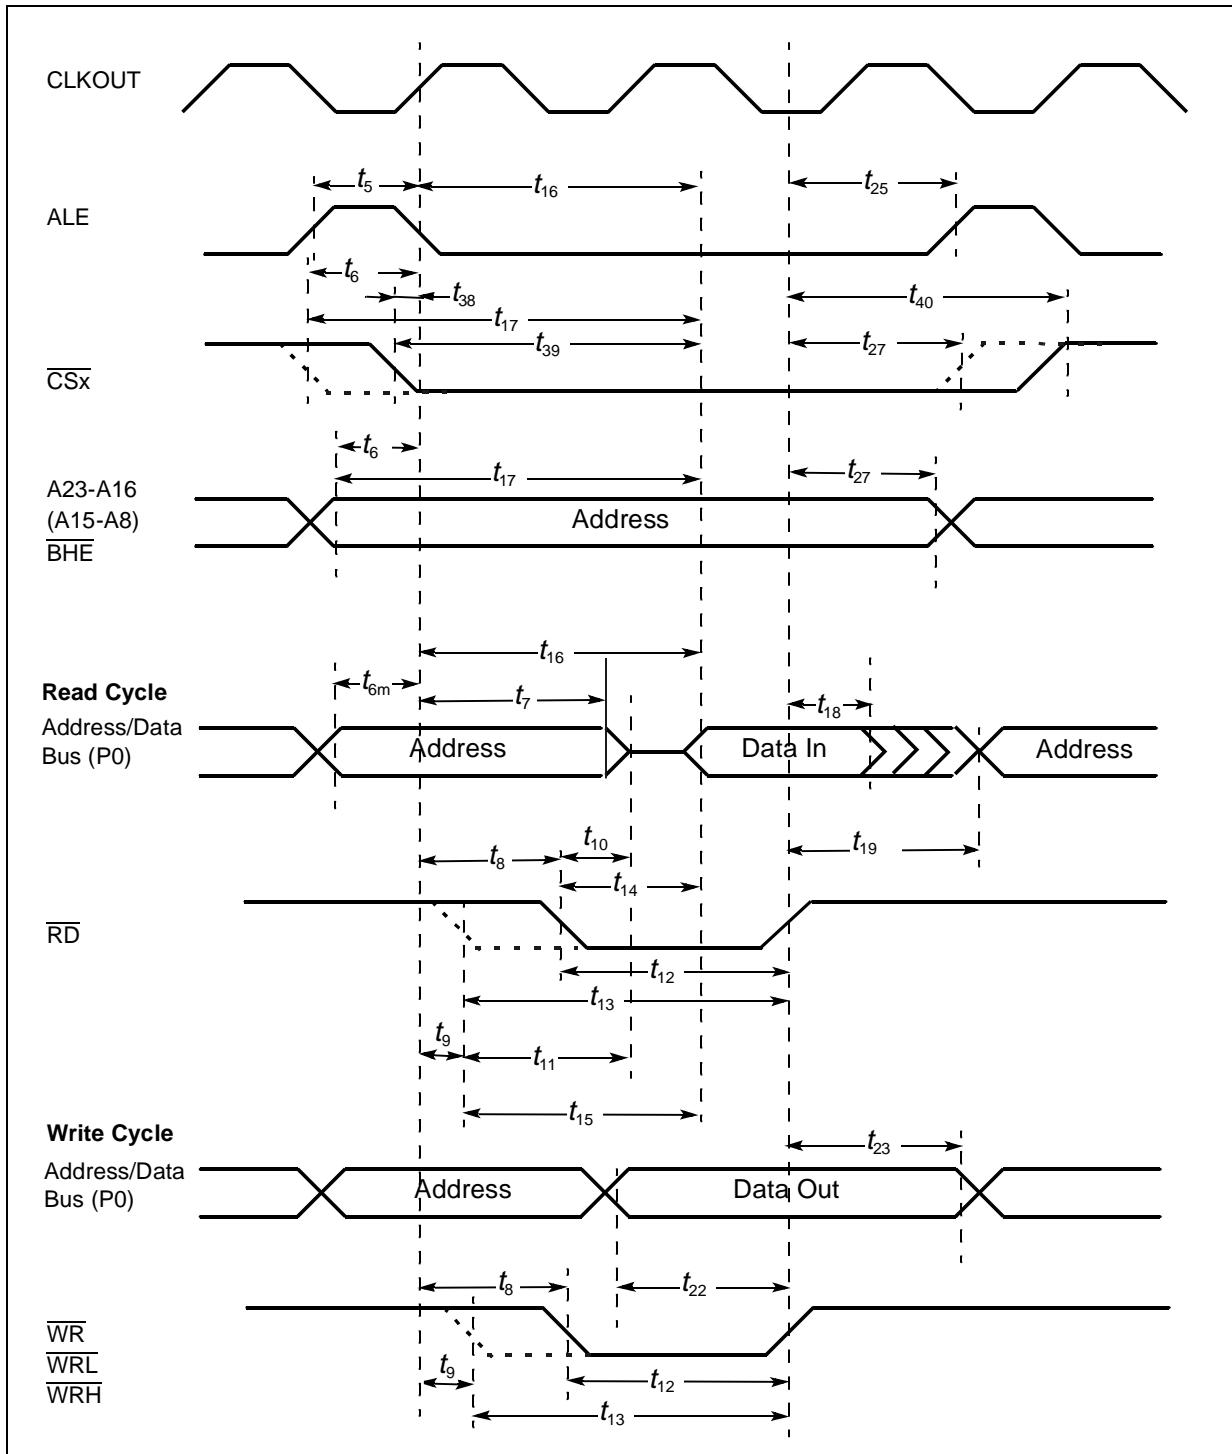 CLKOUT
t5 t16 t25
ALE
t6
t38 t40
t17
t39 t27
CSx
t6
t17 t27
A23-A16
(A15-A8) Address
BHE
t16
Read Cycle t6m t7 t18
Address/Data Address Data In Address
Bus (P0)
t10
t8 t19
t14
RD
t12
t13
t9 t11
t15
Write Cycle
t23
Address/Data Address Data Out
Bus (P0)
t8 t22
WR
WRL t9 t12
WRH
t13